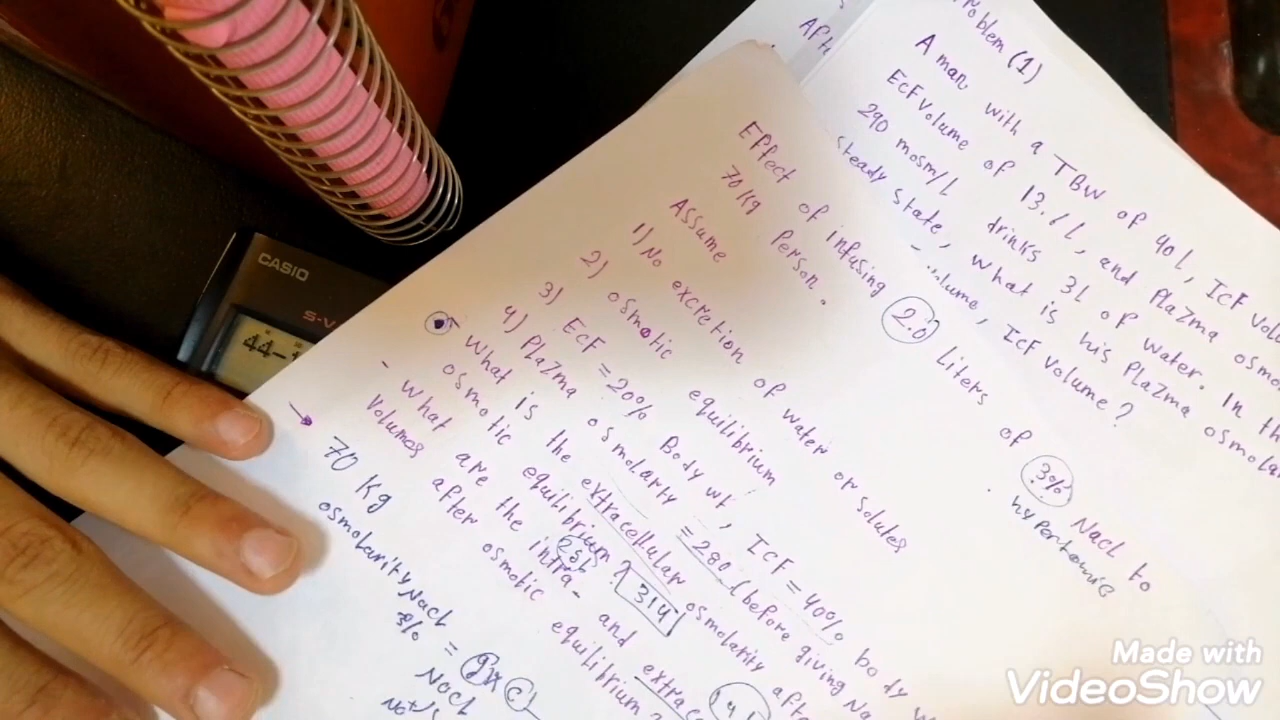 Problem (1)
A man with a TBW of 40L, ICF Volu
ECF Volume of 13.1 L, and Plazma osmo
290 mosm/L drinks 3L of water. In th
steady state, what is his Plazma osmola
volume, ICF volume?
Aft
Effect of infusing 2.0 Liters of 3% NaCl to
hypertonic
70Kg Person.
Assume
1) No excretion of water or solutes
2) osmotic equilibrium
3) ECF = 20% Body wt, ICF = 40% body w
4) Plazma osmolarity = 280 (before giving Na
What is the extracellular osmolarity afte
osmotic equilibrium? 314
- What are the intra- and extrace
Volumes after osmotic equilibrium?
70 Kg
osmolarity NaCl =
3%
NaCl
CASIO
S-V
44-
Made with
VideoShow